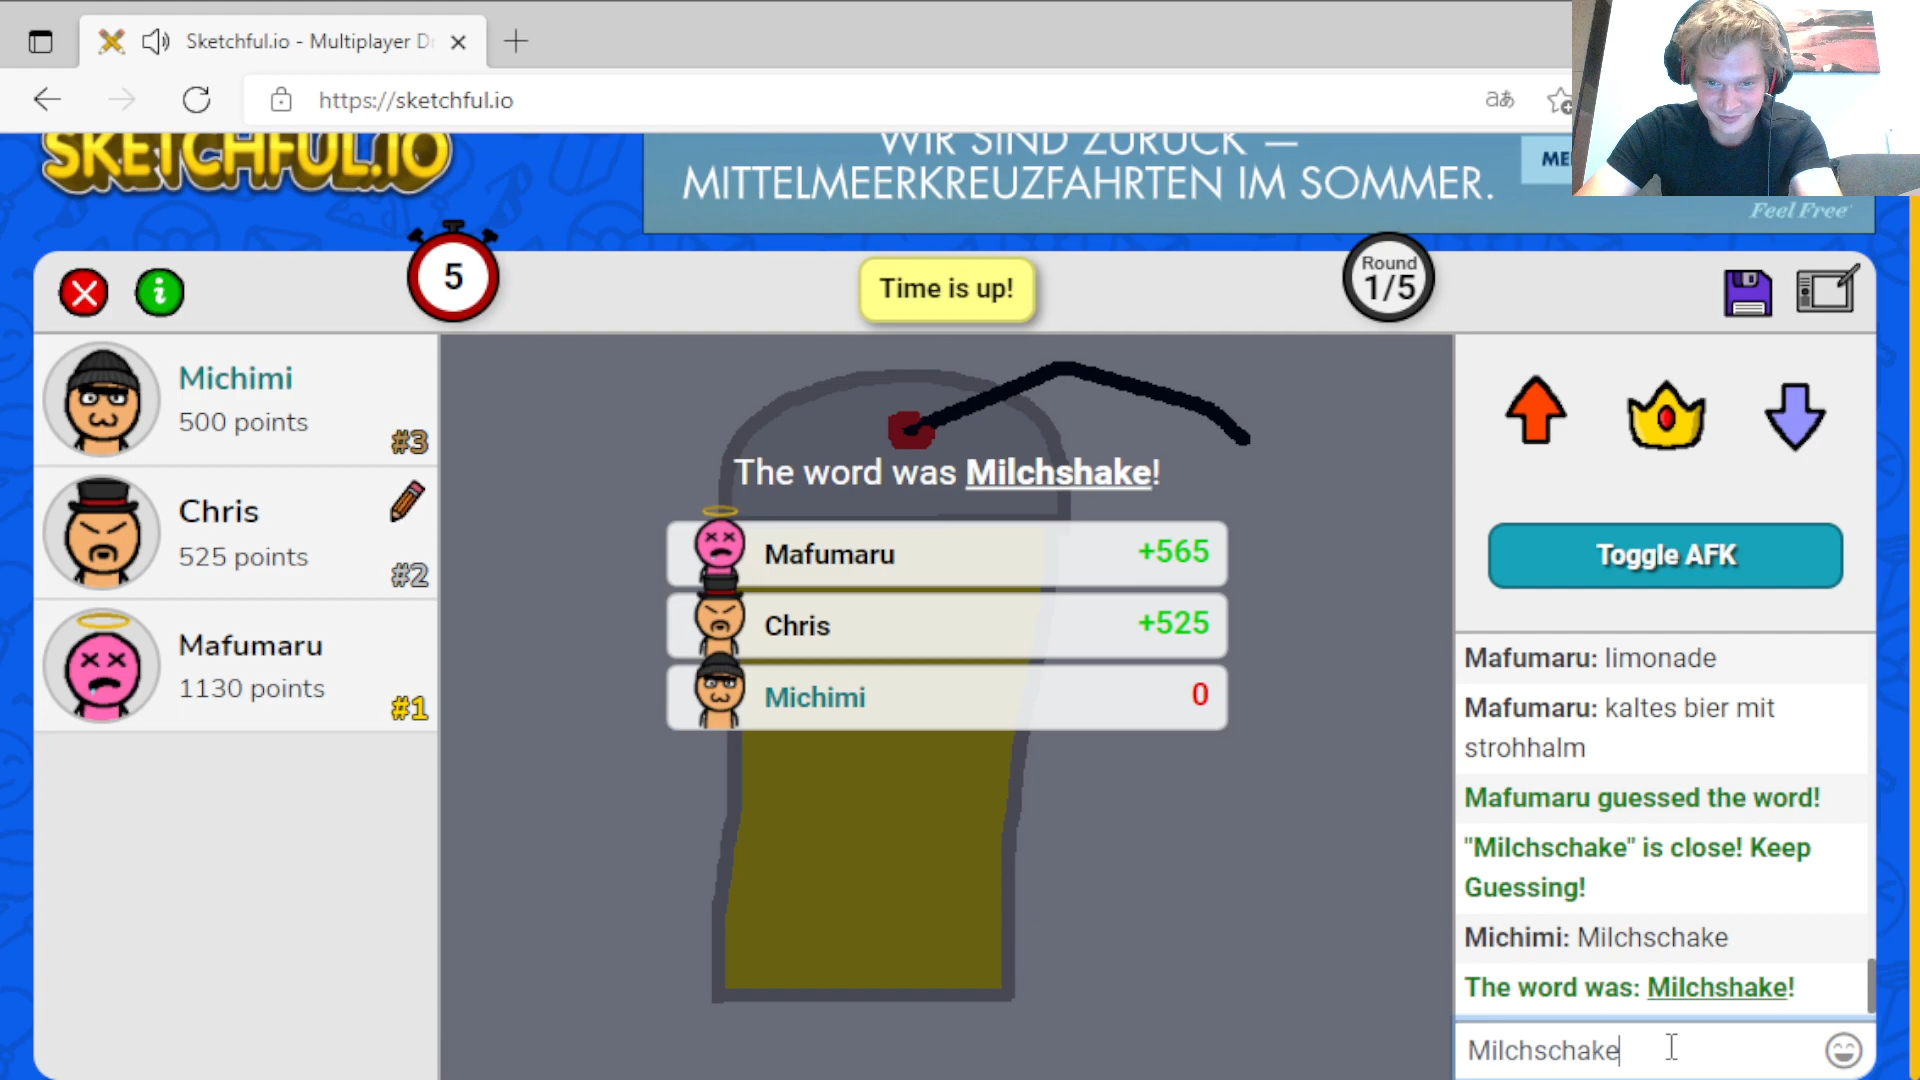 Sketchful.io - Multiplayer D
https://sketchful.io
SKETCHFUL.IO
WIR SIND ZURÜCK —
MITTELMEERKREUZFAHRTEN IM SOMMER.
Feel Free
5
Time is up!
Round
1/5
Michimi
500 points
#3
Chris
525 points
#2
Mafumaru
1130 points
#1
The word was Milchshake!
Mafumaru +565
Chris +525
Michimi 0
Toggle AFK
Mafumaru: limonade
Mafumaru: kaltes bier mit
strohhalm
Mafumaru guessed the word!
"Milchschake" is close! Keep
Guessing!
Michimi: Milchschake
The word was: Milchshake!
Milchschake